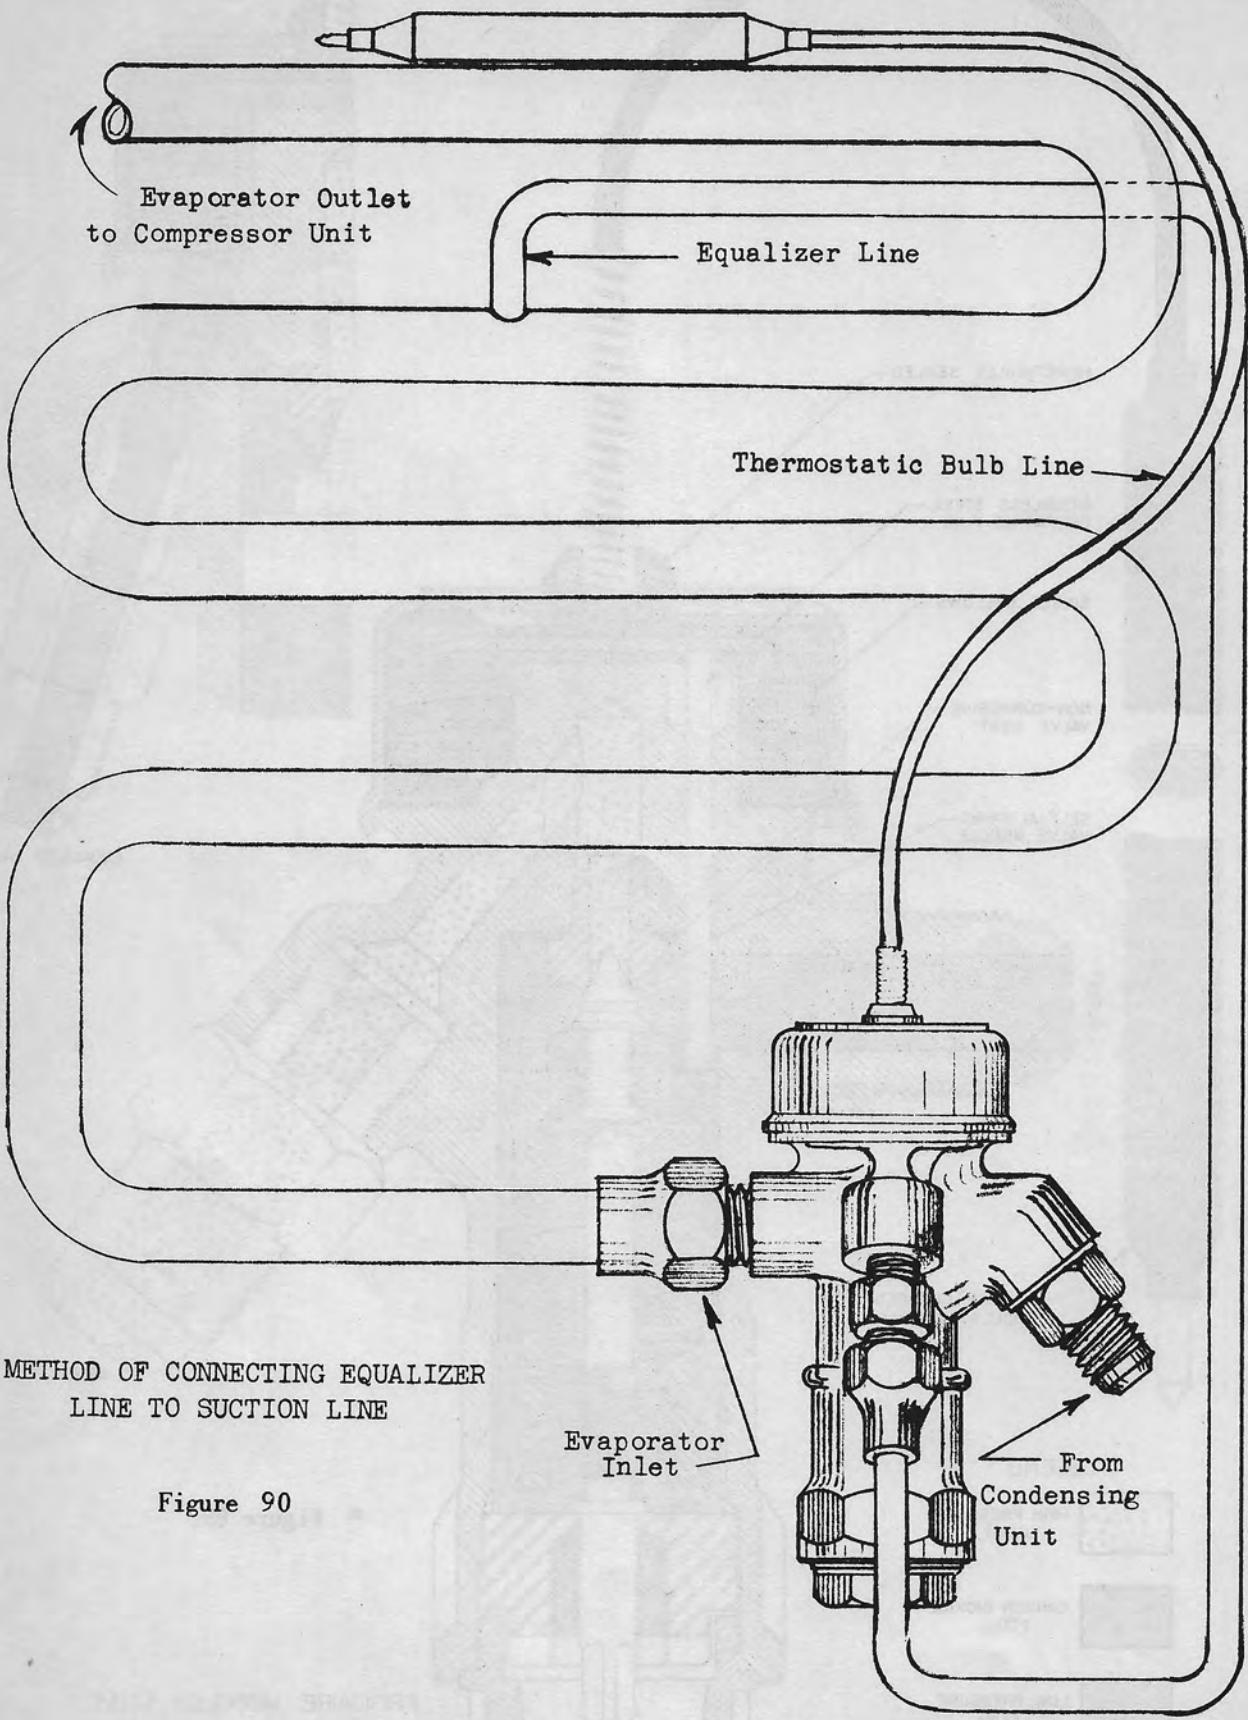 Evaporator Outlet
to Compressor Unit
Equalizer Line
Thermostatic Bulb Line
METHOD OF CONNECTING EQUALIZER
LINE TO SUCTION LINE
Figure 90
Evaporator
Inlet
From
Condensing
Unit